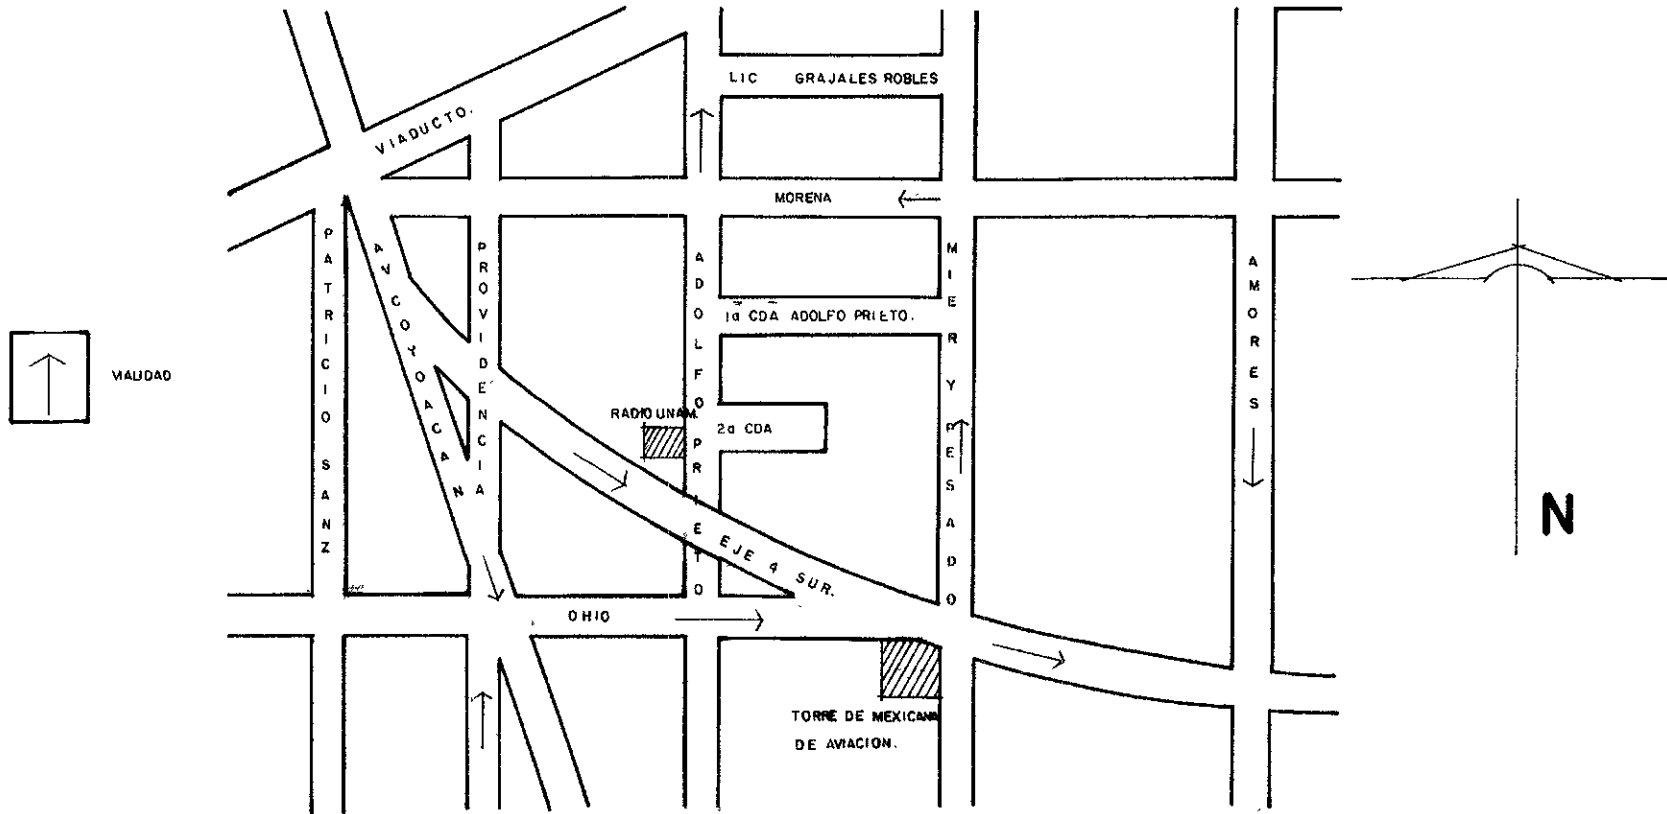 LIC GRAJALES ROBLES
VIADUCTO.
MORENA
PATRICIO SANZ
AV COYOACAN
PROVIDENCIA
ADOLFO PRIETO
MIER Y PESADO
AMORES
1a CDA ADOLFO PRIETO.
VIALIDAD
RADIO UNAM.
2a CDA
N
EJE 4 SUR.
OHIO
TORRE DE MEXICANA
DE AVIACION.